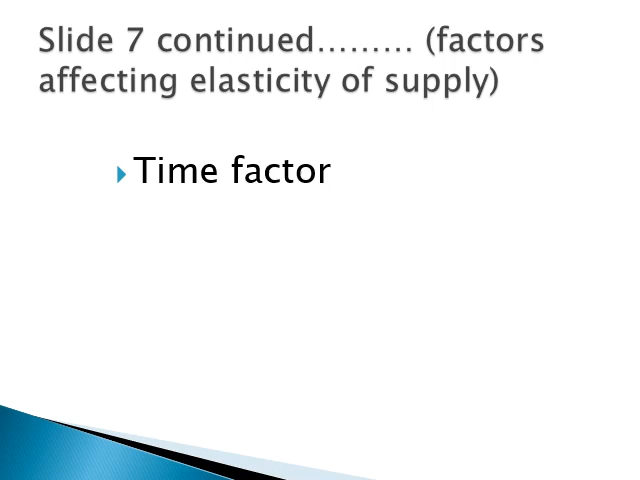 Slide 7 continued……… (factors
affecting elasticity of supply)
Time factor